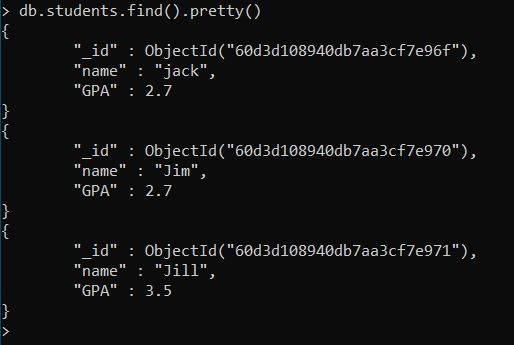 > db.students.find().pretty()
{
        "_id" : ObjectId("60d3d108940db7aa3cf7e96f"),
        "name" : "jack",
        "GPA" : 2.7
}
{
        "_id" : ObjectId("60d3d108940db7aa3cf7e970"),
        "name" : "Jim",
        "GPA" : 2.7
}
{
        "_id" : ObjectId("60d3d108940db7aa3cf7e971"),
        "name" : "Jill",
        "GPA" : 3.5
}
>